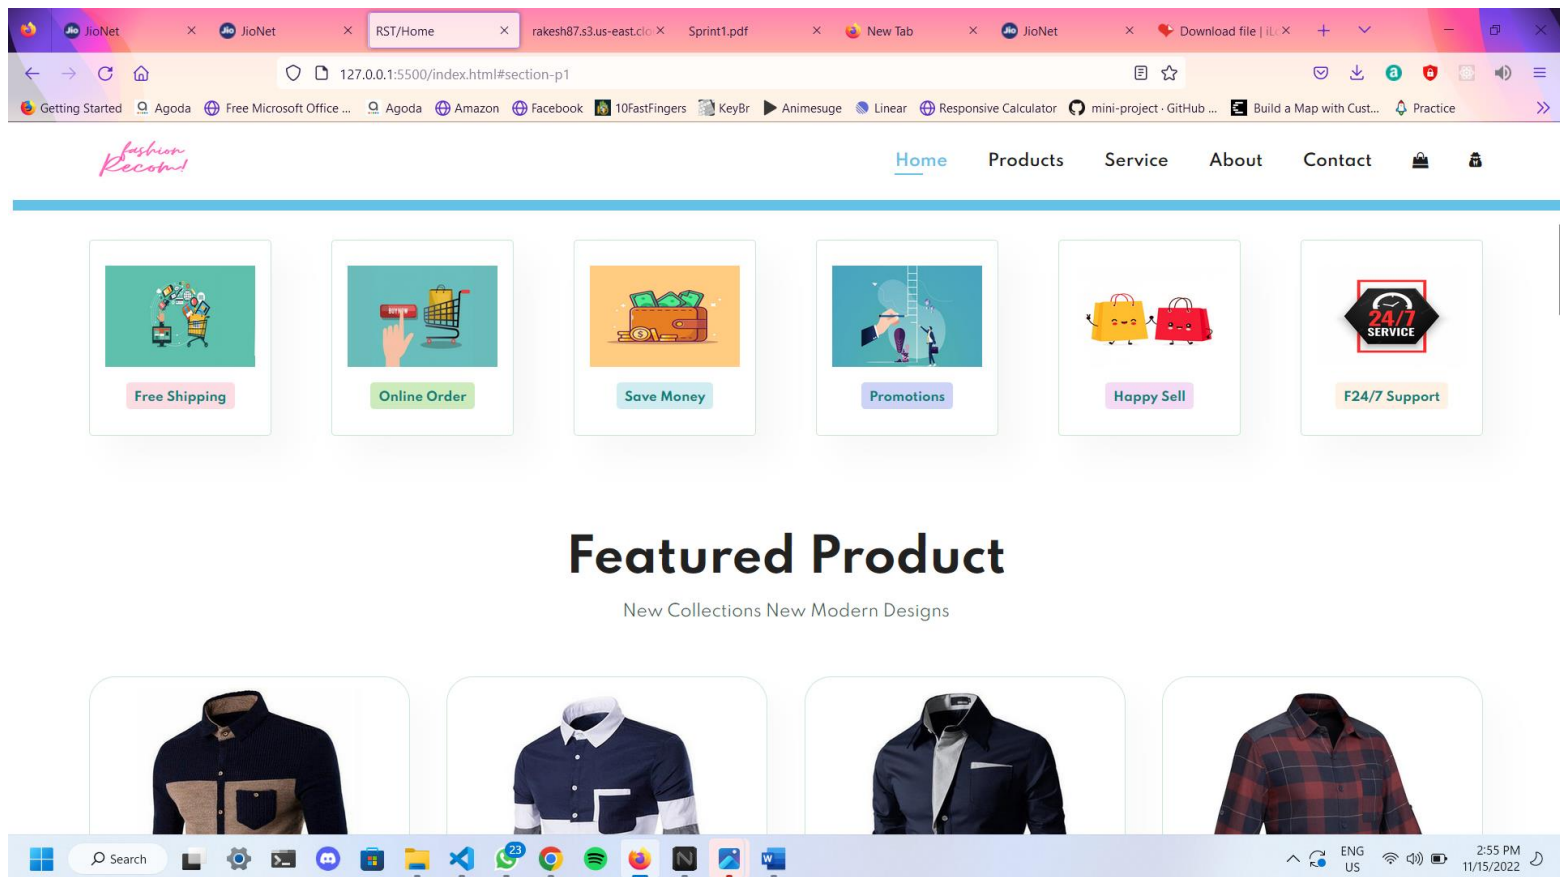 JioNet
JioNet
RST/Home
rakesh87.s3.us-east.clo
Sprint1.pdf
New Tab
JioNet
Download file | iLo
127.0.0.1:5500/index.html#section-p1
Getting Started
Agoda
Free Microsoft Office ...
Agoda
Amazon
Facebook
10FastFingers
KeyBr
Animesuge
Linear
Responsive Calculator
mini-project · GitHub ...
Build a Map with Cust...
Practice
fashion
Recom!
Home
Products
Service
About
Contact
BUY NOW
24/7
SERVICE
Free Shipping
Online Order
Save Money
Promotions
Happy Sell
F24/7 Support
Featured Product
New Collections New Modern Designs
Search
23
ENG
US
2:55 PM
11/15/2022